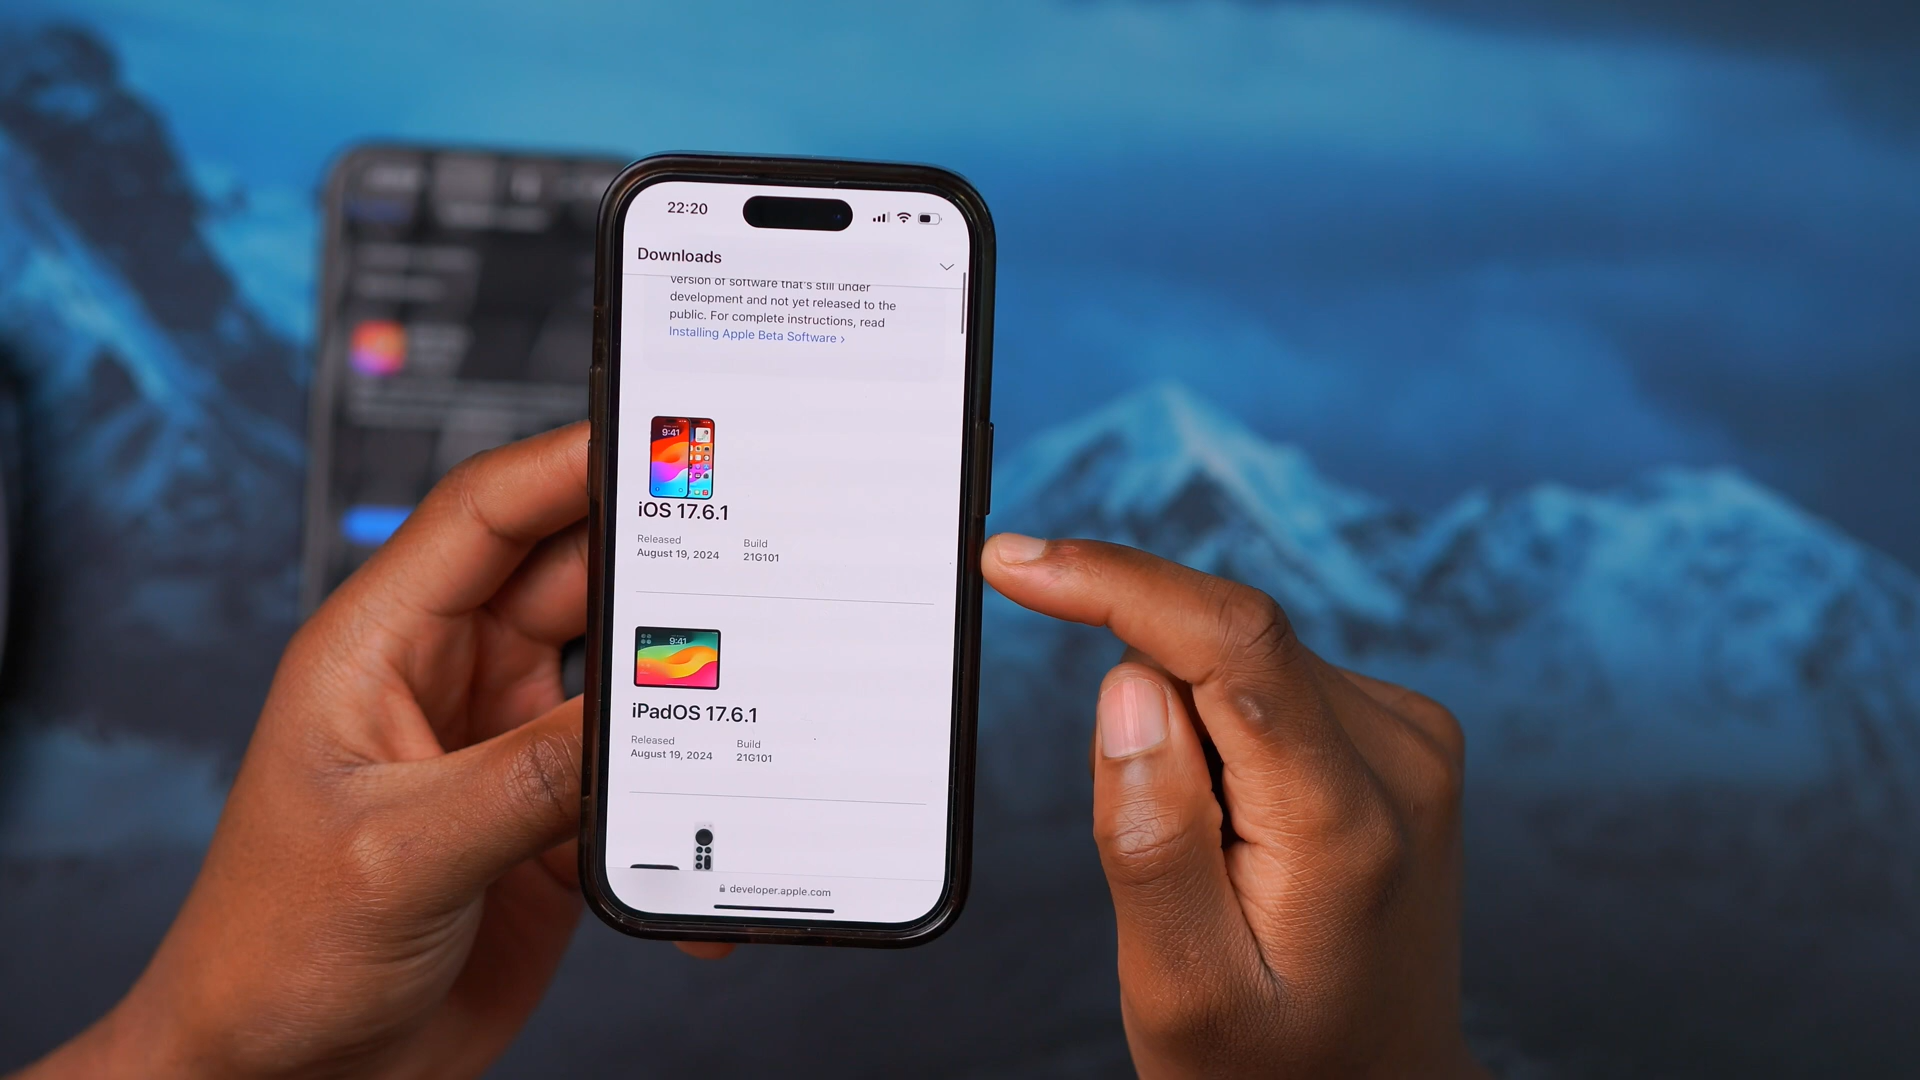 22:20
Downloads
version of software that's still under
development and not yet released to the
public. For complete instructions, read
Installing Apple Beta Software ›
9:41
iOS 17.6.1
Released Build
August 19, 2024 21G101
9:41
iPadOS 17.6.1
Released Build
August 19, 2024 21G101
developer.apple.com